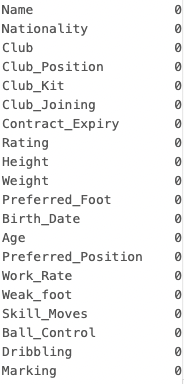 Name 0
Nationality 0
Club 0
Club_Position 0
Club_Kit 0
Club_Joining 0
Contract_Expiry 0
Rating 0
Height 0
Weight 0
Preferred_Foot 0
Birth_Date 0
Age 0
Preferred_Position 0
Work_Rate 0
Weak_foot 0
Skill_Moves 0
Ball_Control 0
Dribbling 0
Marking 0